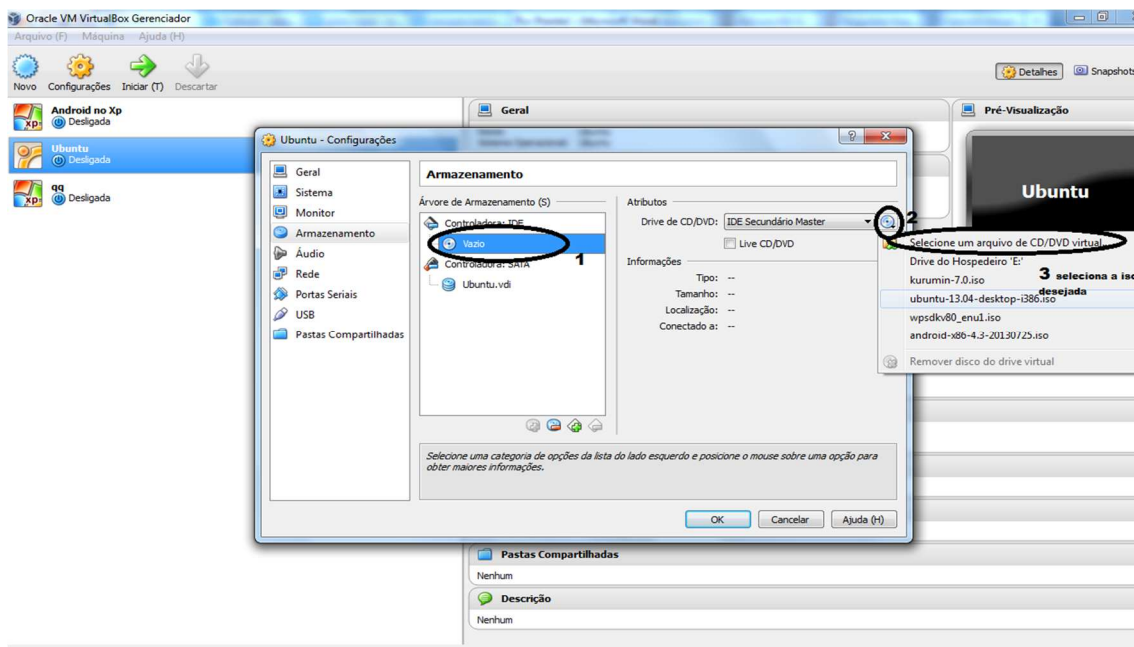 Oracle VM VirtualBox Gerenciador
Arquivo (F) Máquina Ajuda (H)
Novo Configurações Iniciar (T) Descartar
Detalhes Snapshots
Android no Xp
Desligada
Ubuntu
Desligada
qq
Desligada
Geral
Pré-Visualização
Ubuntu
Ubuntu - Configurações
Geral
Sistema
Monitor
Armazenamento
Áudio
Rede
Portas Seriais
USB
Pastas Compartilhadas
Armazenamento
Árvore de Armazenamento (S)
Controladora: IDE
Vazio
1
Controladora: SATA
Ubuntu.vdi
Atributos
Drive de CD/DVD: IDE Secundário Master
2
Live CD/DVD
Informações
Tipo: --
Tamanho: --
Localização: --
Conectado a: --
Selecione um arquivo de CD/DVD virtual...
Drive do Hospedeiro 'E:'
3 seleciona a iso
desejada
kurumin-7.0.iso
ubuntu-13.04-desktop-i386.iso
wpsdkv80_enu1.iso
android-x86-4.3-20130725.iso
Remover disco do drive virtual
Selecione uma categoria de opções da lista do lado esquerdo e posicione o mouse sobre uma opção para
obter maiores informações.
OK Cancelar Ajuda (H)
Pastas Compartilhadas
Nenhum
Descrição
Nenhum